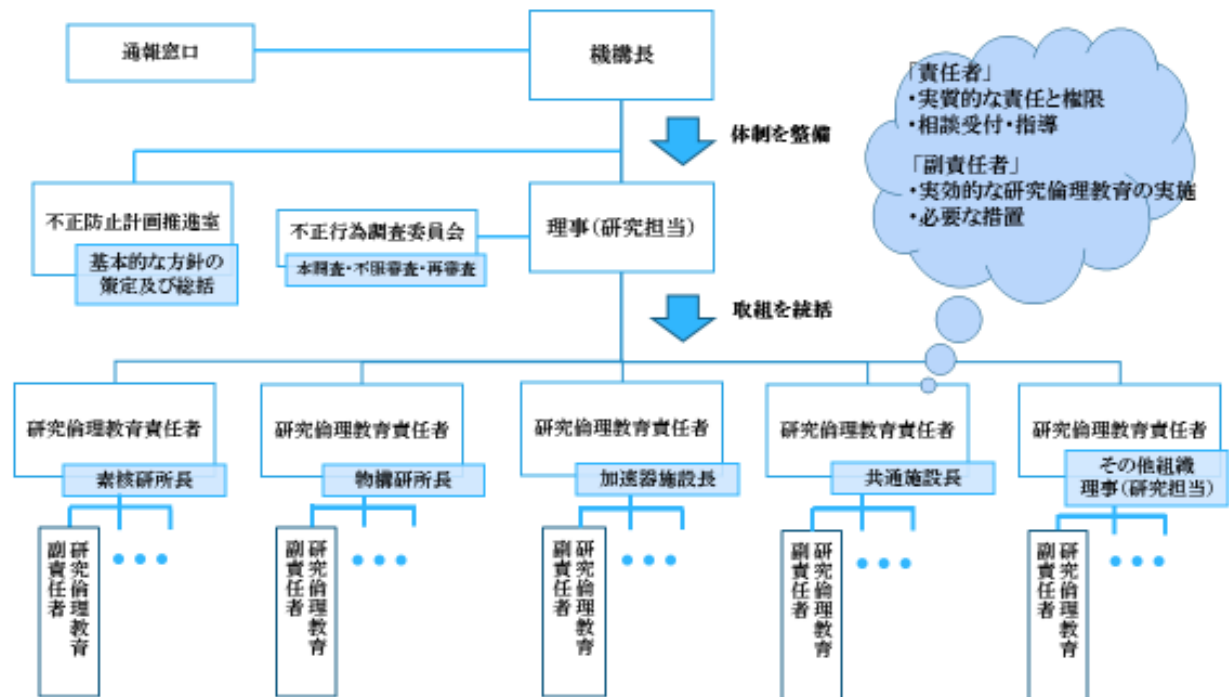 通報窓口
機構長
「責任者」
・実質的な責任と権限
・相談受付・指導
「副責任者」
・実効的な研究倫理教育の実施
・必要な措置
体制を整備
不正防止計画推進室
基本的な方針の
策定及び総括
不正行為調査委員会
本調査・不服審査・再審査
理事(研究担当)
取組を統括
研究倫理教育責任者
素核研所長
研究倫理教育責任者
物構研所長
研究倫理教育責任者
加速器施設長
研究倫理教育責任者
共通施設長
研究倫理教育責任者
その他組織
理事(研究担当)
研究倫理教育
副責任者
研究倫理教育
副責任者
研究倫理教育
副責任者
研究倫理教育
副責任者
研究倫理教育
副責任者